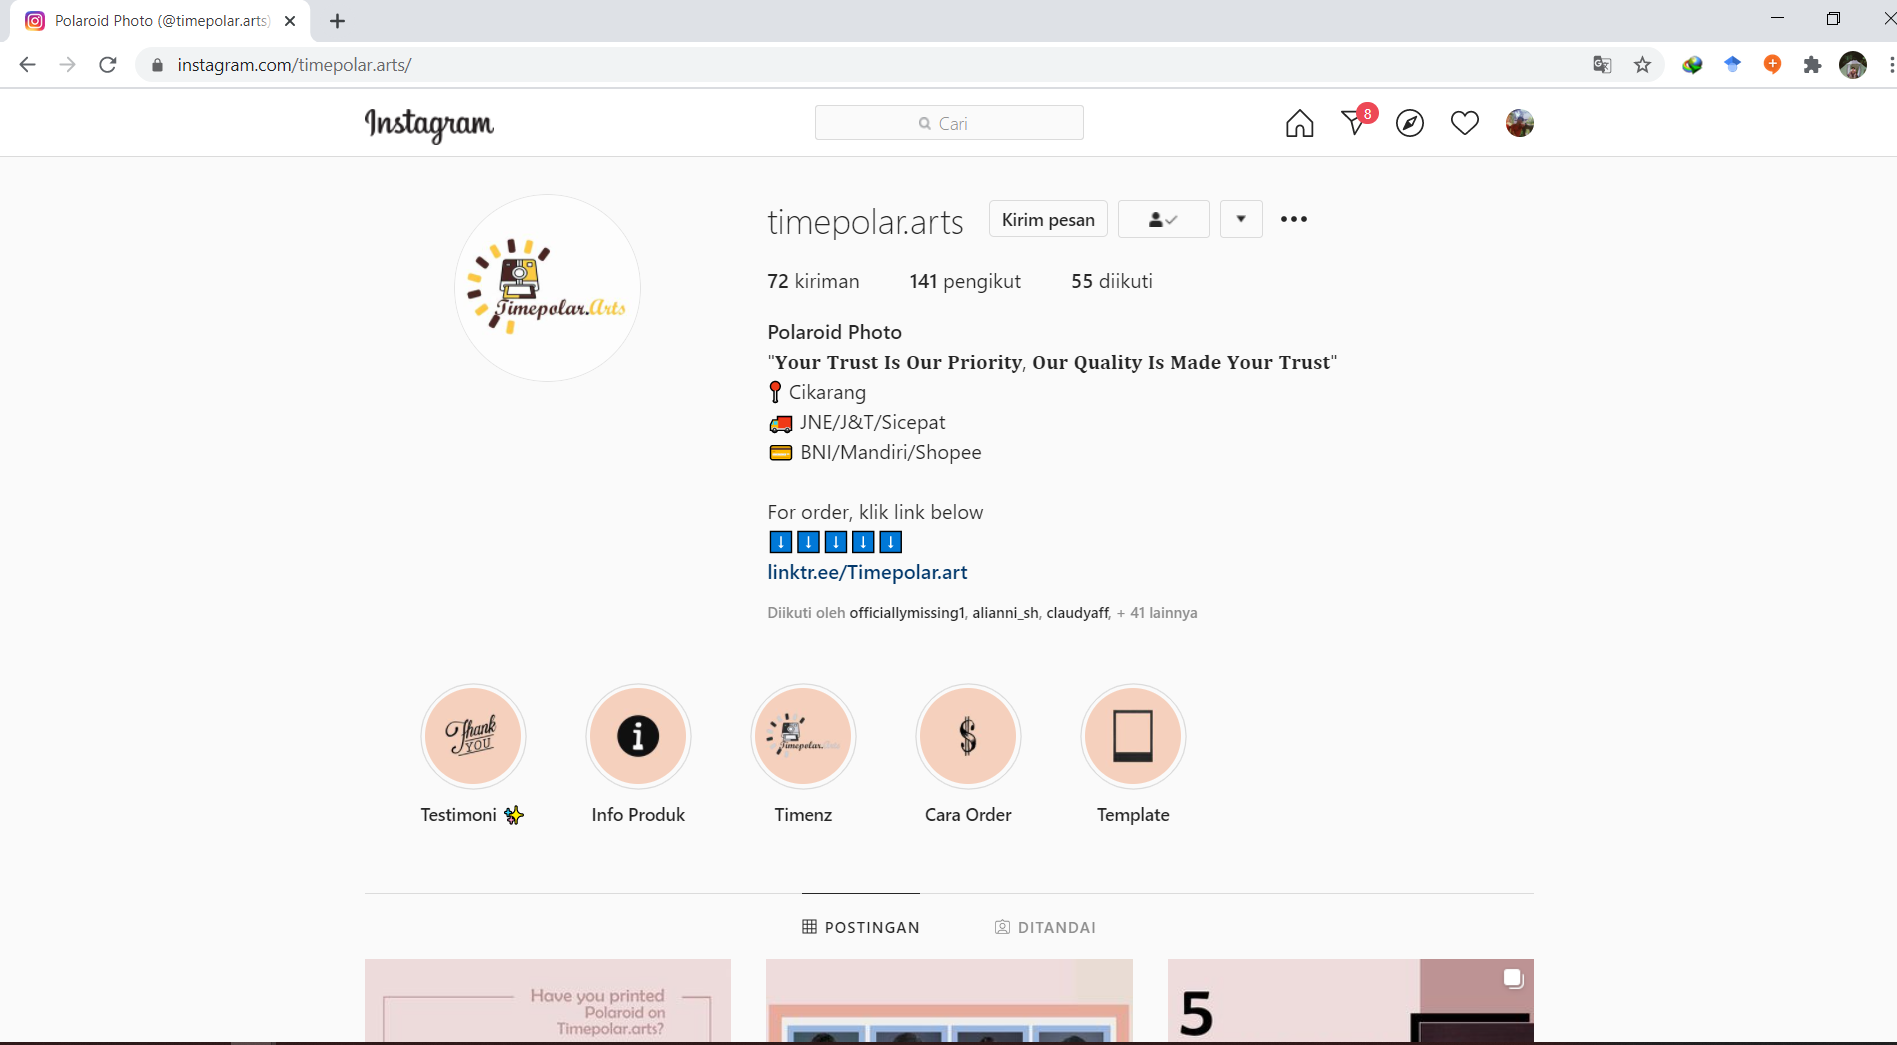 Polaroid Photo (@timepolar.arts)
instagram.com/timepolar.arts/
Instagram
Cari
8
timepolar.arts
Kirim pesan
72 kiriman 141 pengikut 55 diikuti
Timepolar.Arts
Polaroid Photo
"Your Trust Is Our Priority, Our Quality Is Made Your Trust"
Cikarang
JNE/J&T/Sicepat
BNI/Mandiri/Shopee
For order, klik link below
linktr.ee/Timepolar.art
Diikuti oleh officiallymissing1, alianni_sh, claudyaff, + 41 lainnya
Thank
YOU
Timepolar.Arts
Testimoni Info Produk Timenz Cara Order Template
POSTINGAN DITANDAI
Have you printed
Polaroid on
Timepolar.arts?
5